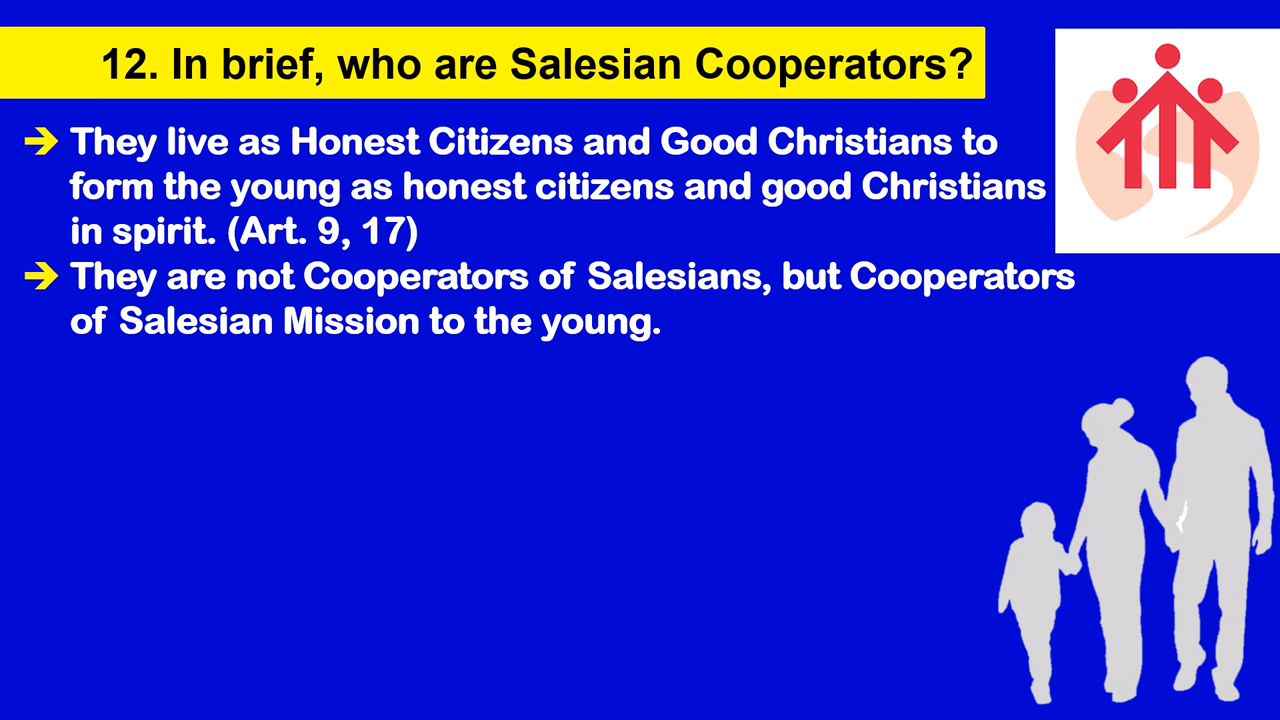 12. In brief, who are Salesian Cooperators?
They live as Honest Citizens and Good Christians to
form the young as honest citizens and good Christians
in spirit. (Art. 9, 17)
They are not Cooperators of Salesians, but Cooperators
of Salesian Mission to the young.